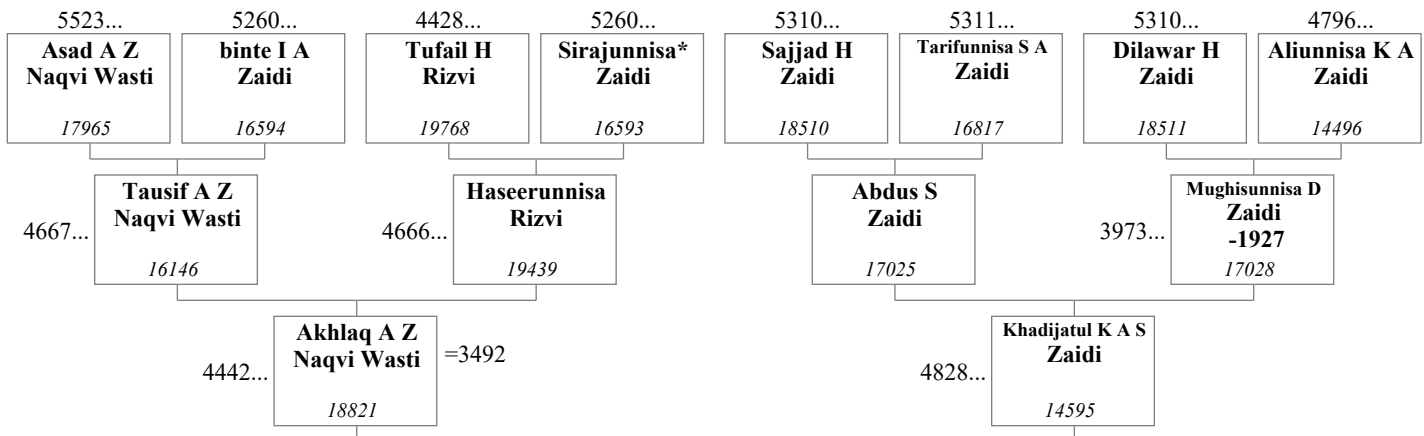 5523... 5260... 4428... 5260... 5310... 5311... 5310... 4796...
Asad A Z
Naqvi Wasti
17965
binte I A
Zaidi
16594
Tufail H
Rizvi
19768
Sirajunnisa*
Zaidi
16593
Sajjad H
Zaidi
18510
Tarifunnisa S A
Zaidi
16817
Dilawar H
Zaidi
18511
Aliunnisa K A
Zaidi
14496
4667...
Tausif A Z
Naqvi Wasti
16146
4666...
Haseerunnisa
Rizvi
19439
Abdus S
Zaidi
17025
3973...
Mughisunnisa D
Zaidi
-1927
17028
4442...
Akhlaq A Z
Naqvi Wasti
18821
=3492
4828...
Khadijatul K A S
Zaidi
14595